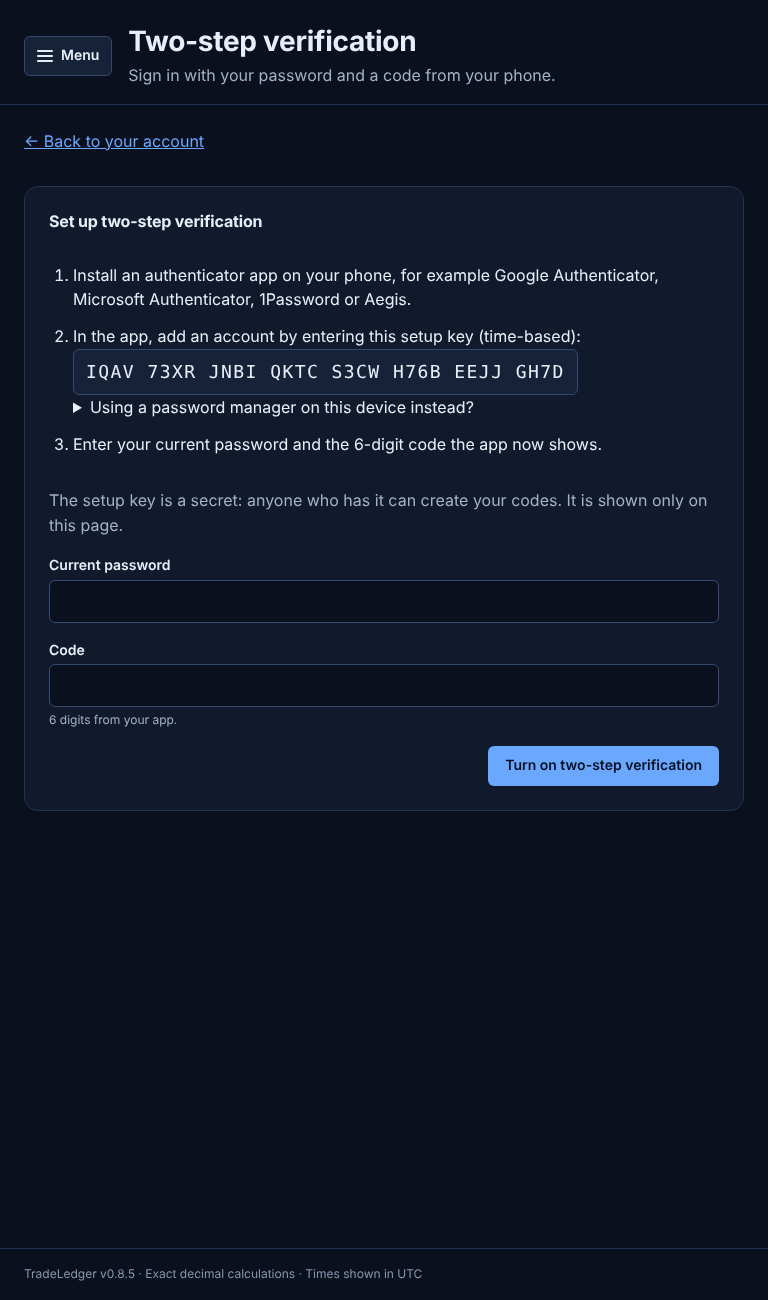 Menu
Two-step verification
Sign in with your password and a code from your phone.
← Back to your account
Set up two-step verification
1. Install an authenticator app on your phone, for example Google Authenticator,
Microsoft Authenticator, 1Password or Aegis.
2. In the app, add an account by entering this setup key (time-based):
IQAV 73XR JNBI QKTC S3CW H76B EEJJ GH7D
▶ Using a password manager on this device instead?
3. Enter your current password and the 6-digit code the app now shows.
The setup key is a secret: anyone who has it can create your codes. It is shown only on
this page.
Current password
Code
6 digits from your app.
Turn on two-step verification
TradeLedger v0.8.5 · Exact decimal calculations · Times shown in UTC